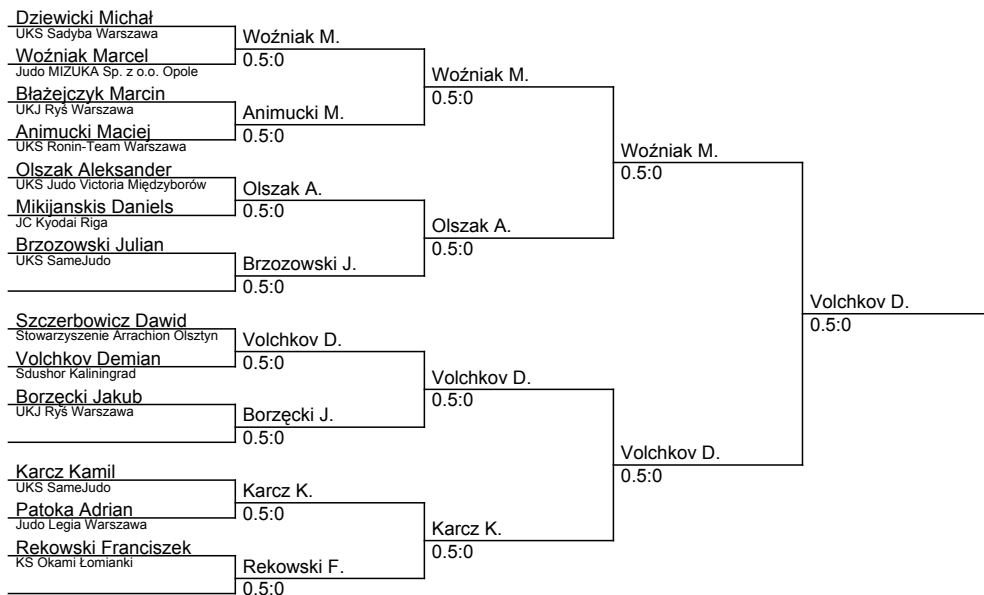 Dziewicki Michał
UKS Sadyba Warszawa
Woźniak Marcel
Judo MIZUKA Sp. z o.o. Opole
Błażejczyk Marcin
UKJ Ryś Warszawa
Animucki Maciej
UKS Ronin-Team Warszawa
Olszak Aleksander
UKS Judo Victoria Międzyborów
Mikijanskis Daniels
JC Kyodai Riga
Brzozowski Julian
UKS SameJudo
Szczerbowicz Dawid
Stowarzyszenie Arrachion Olsztyn
Volchkov Demian
Sdushor Kaliningrad
Borzęcki Jakub
UKJ Ryś Warszawa
Karcz Kamil
UKS SameJudo
Patoka Adrian
Judo Legia Warszawa
Rekowski Franciszek
KS Okami Łomianki
Woźniak M.
0.5:0
Animucki M.
0.5:0
Olszak A.
0.5:0
Brzozowski J.
0.5:0
Volchkov D.
0.5:0
Borzęcki J.
0.5:0
Karcz K.
0.5:0
Rekowski F.
0.5:0
Woźniak M.
0.5:0
Olszak A.
0.5:0
Volchkov D.
0.5:0
Karcz K.
0.5:0
Woźniak M.
0.5:0
Volchkov D.
0.5:0
Volchkov D.
0.5:0